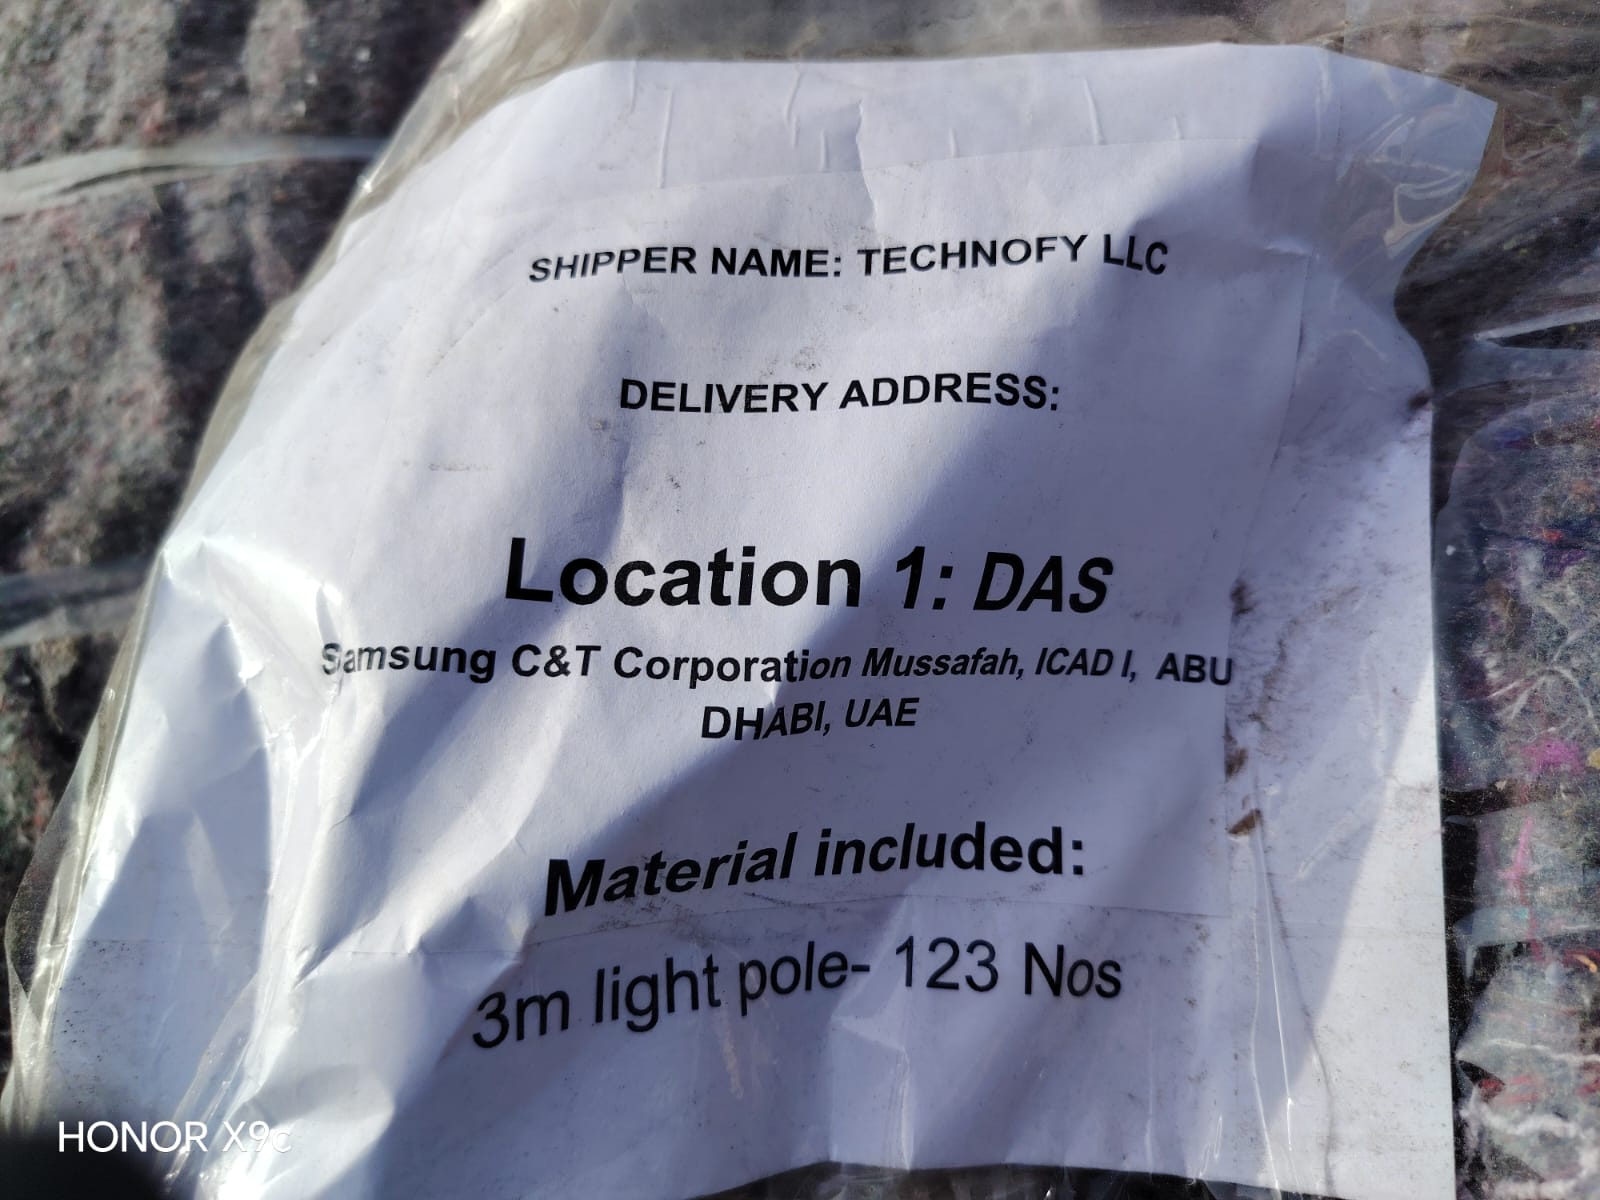 SHIPPER NAME: TECHNOFY LLC
DELIVERY ADDRESS:
Location 1: DAS
Samsung C&T Corporation Mussafah, ICAD I, ABU
DHABI, UAE
Material included:
3m light pole- 123 Nos
HONOR X9c